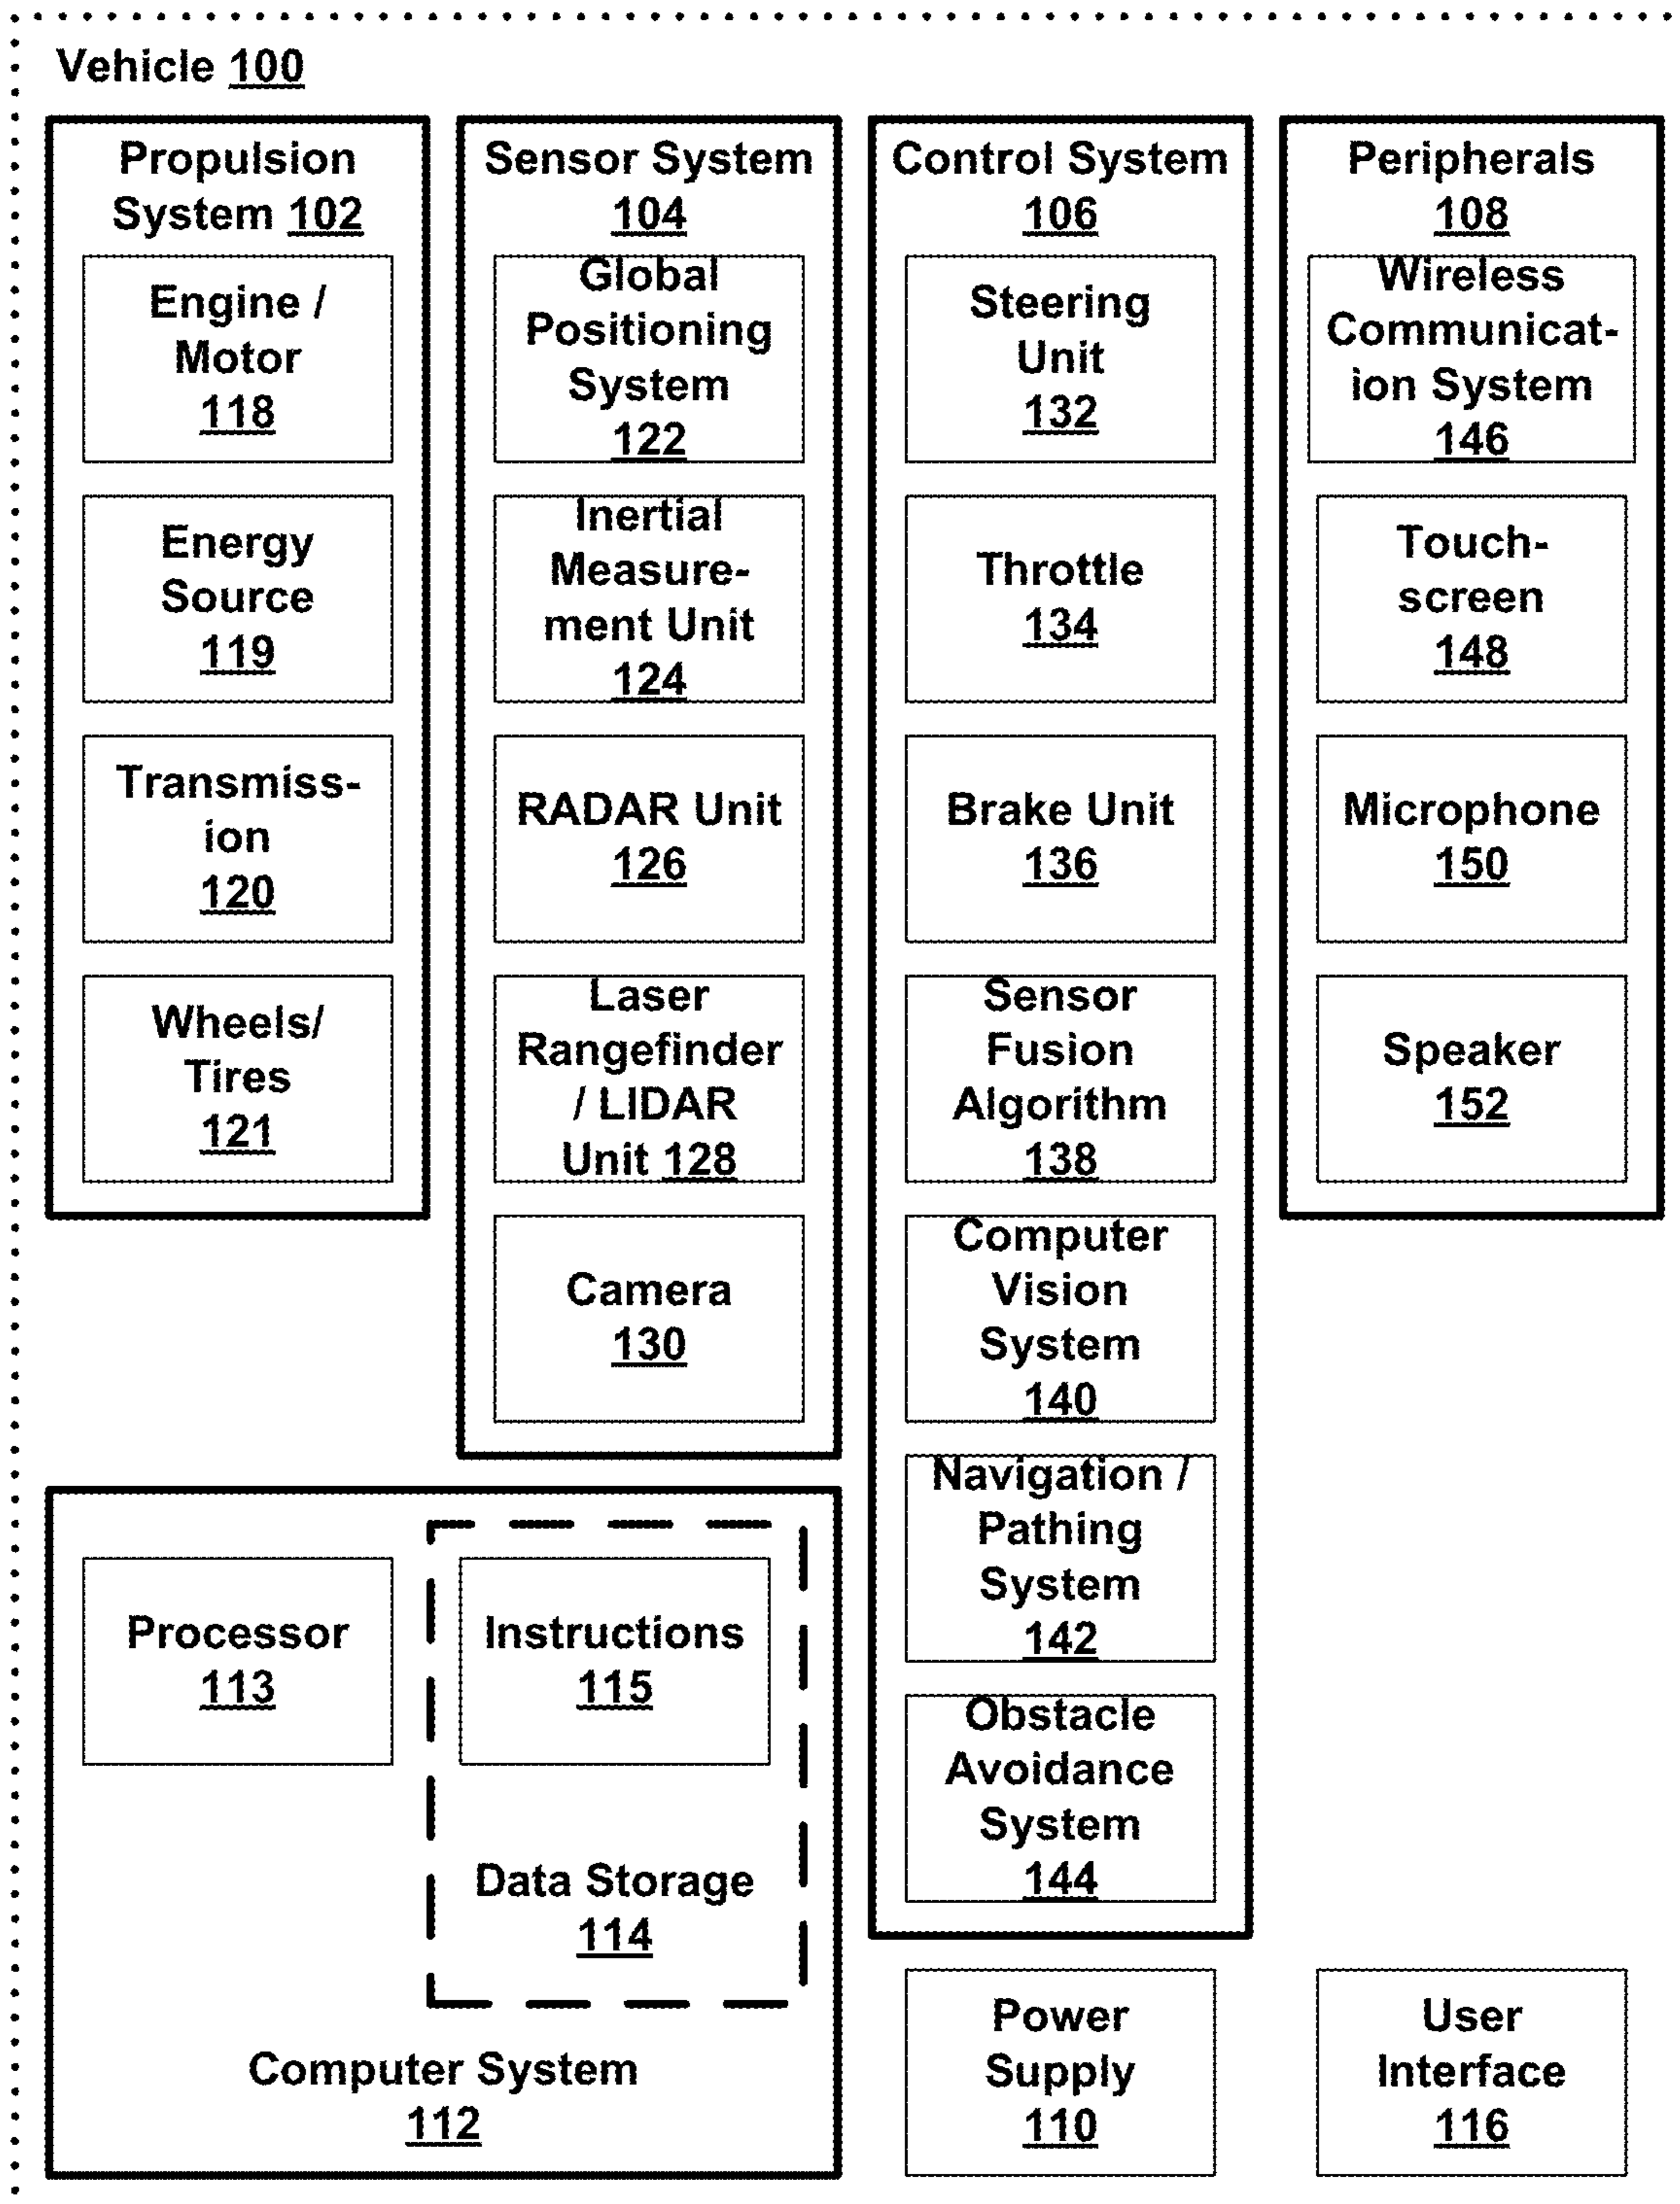 Vehicle 100
Propulsion
System 102
Engine /
Motor
118
Energy
Source
119
Transmiss-
ion
120
Wheels/
Tires
121
Sensor System
104
Global
Positioning
System
122
Inertial
Measure-
ment Unit
124
RADAR Unit
126
Laser
Rangefinder
/ LIDAR
Unit 128
Camera
130
Control System
106
Steering
Unit
132
Throttle
134
Brake Unit
136
Sensor
Fusion
Algorithm
138
Computer
Vision
System
140
Navigation /
Pathing
System
142
Obstacle
Avoidance
System
144
Peripherals
108
Wireless
Communicat-
ion System
146
Touch-
screen
148
Microphone
150
Speaker
152
Processor
113
Instructions
115
Data Storage
114
Computer System
112
Power
Supply
110
User
Interface
116